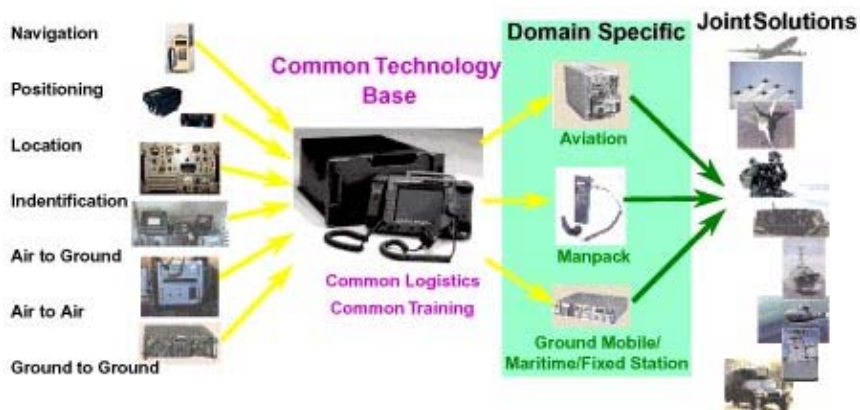 Navigation
Positioning
Location
Indentification
Air to Ground
Air to Air
Ground to Ground
Common Technology
Base
Common Logistics
Common Training
Domain Specific
Aviation
Manpack
Ground Mobile/
Maritime/Fixed Station
JointSolutions